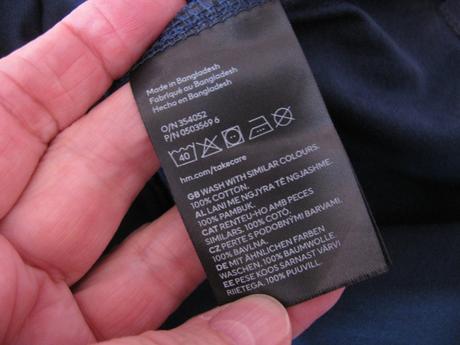 Made in Bangladesh
Fabriqué au Bangladesh
Hecho en Bangladesh
O/N 354052
P/N 0503569 6
40
hm.com/takecare
GB WASH WITH SIMILAR COLOURS.
100% COTTON.
AL LANI ME NGJYRA TË NGJASHME.
100% PAMBUK.
CAT RENTEU-HO AMB PECES
SIMILARS. 100% COTÓ.
CZ PERTE S PODOBNÝMI BARVAMI.
100% BAVLNA.
DE MIT ÄHNLICHEN FARBEN
WASCHEN. 100% BAUMWOLLE.
EE PESE KOOS SARNAST VÄRVI
RIIETEGA. 100% PUUVILL.